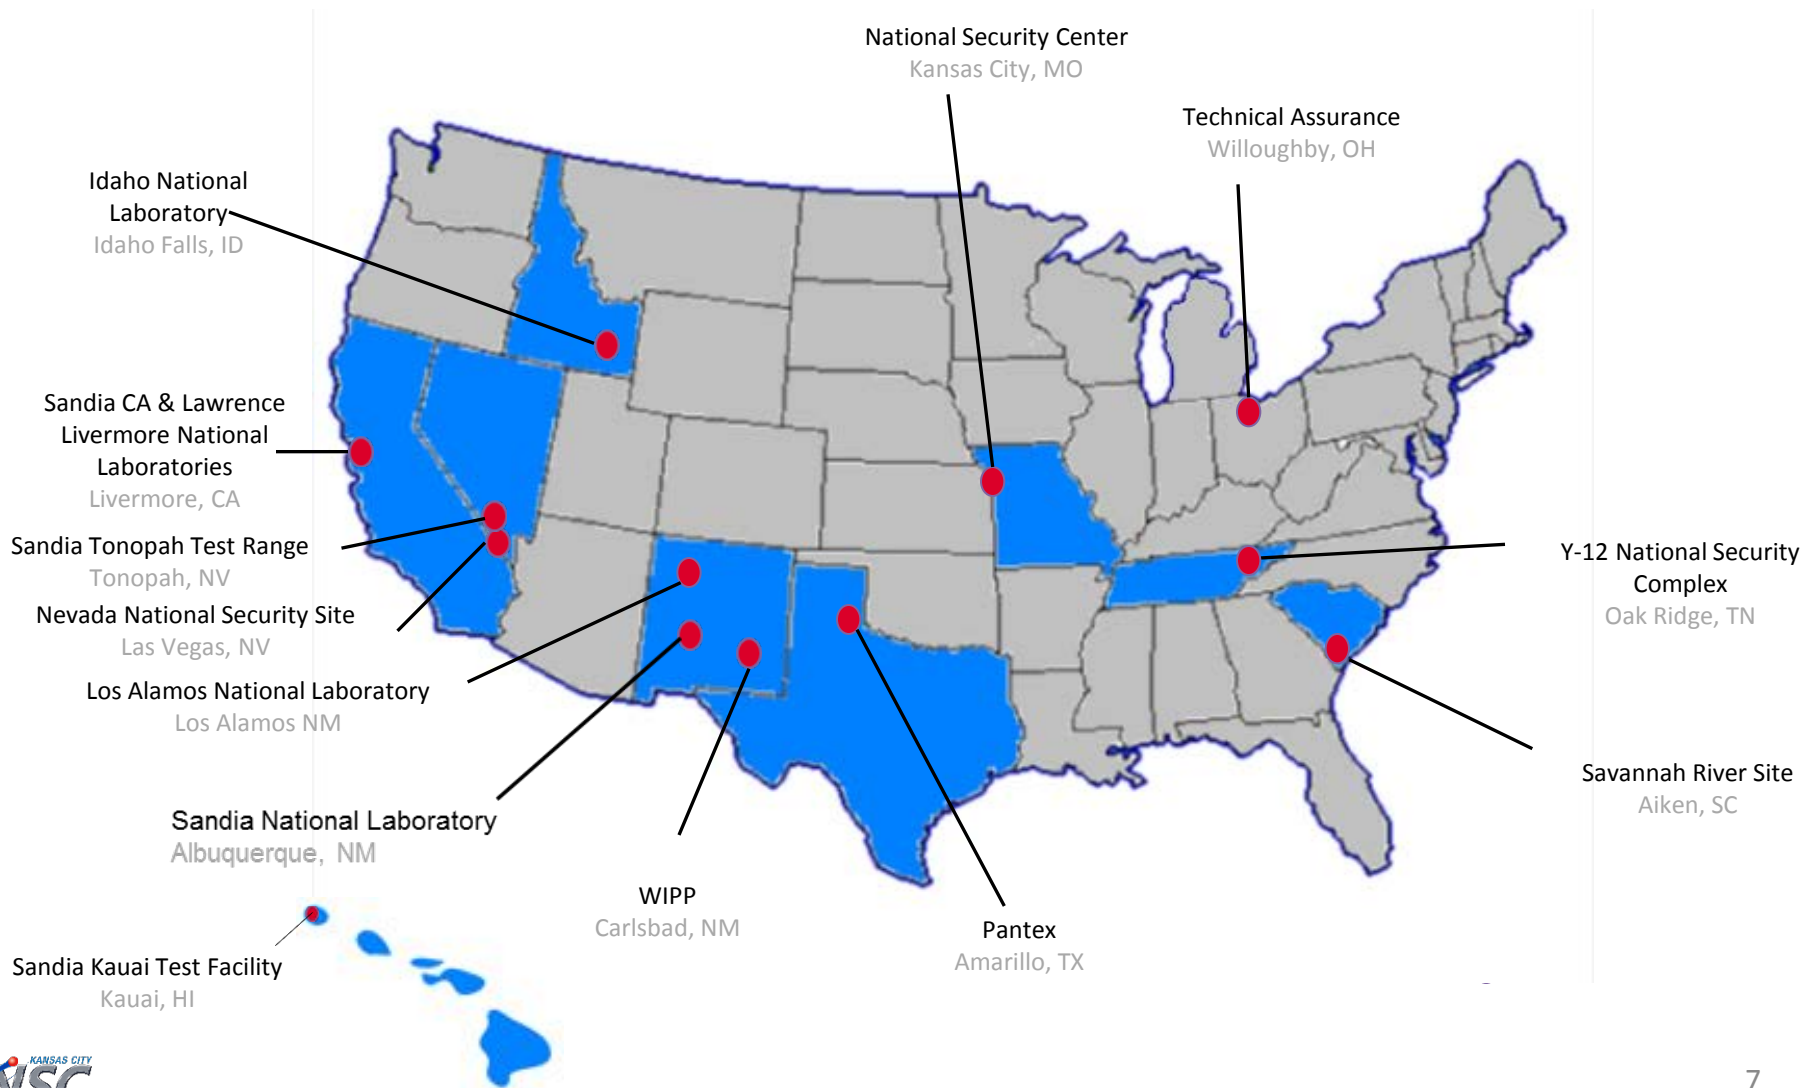 National Security Center
Kansas City, MO
Technical Assurance
Willoughby, OH
Idaho National
Laboratory
Idaho Falls, ID
Sandia CA & Lawrence
Livermore National
Laboratories
Livermore, CA
Sandia Tonopah Test Range
Tonopah, NV
Nevada National Security Site
Las Vegas, NV
Los Alamos National Laboratory
Los Alamos NM
Sandia National Laboratory
Albuquerque, NM
WIPP
Carlsbad, NM
Pantex
Amarillo, TX
Y-12 National Security
Complex
Oak Ridge, TN
Savannah River Site
Aiken, SC
Sandia Kauai Test Facility
Kauai, HI
KANSAS CITY
NSC
7